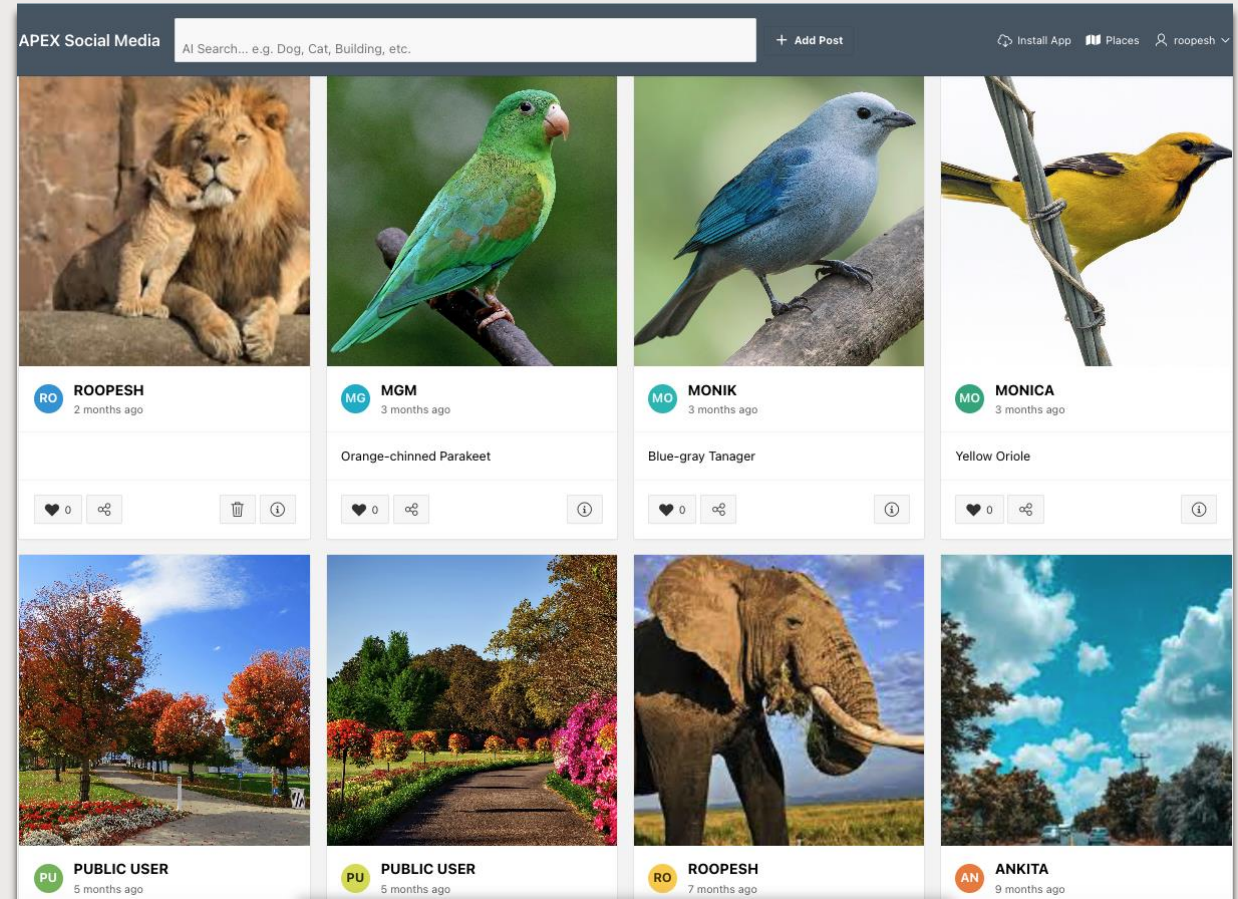 APEX Social Media
AI Search... e.g. Dog, Cat, Building, etc.
+ Add Post
Install App
Places
roopesh
RO
ROOPESH
2 months ago
0
MG
MGM
3 months ago
Orange-chinned Parakeet
0
MO
MONIK
3 months ago
Blue-gray Tanager
0
MO
MONICA
3 months ago
Yellow Oriole
0
PU
PUBLIC USER
5 months ago
PU
PUBLIC USER
5 months ago
RO
ROOPESH
7 months ago
AN
ANKITA
9 months ago